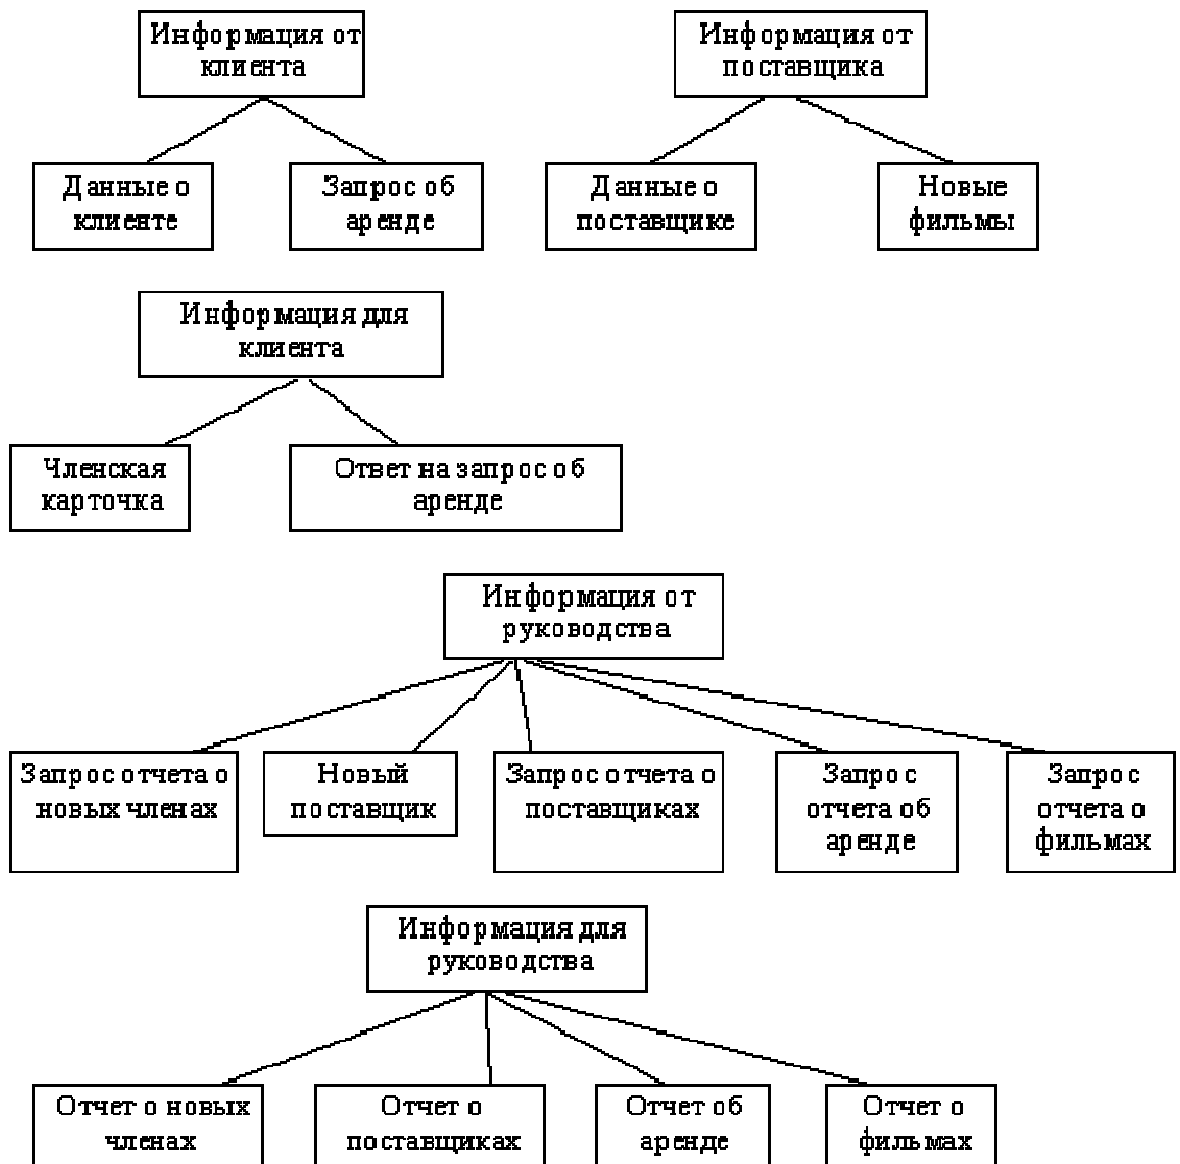 Информация от
клиента
Информация от
поставщика
Данные о
клиенте
Запрос об
аренде
Данные о
поставщике
Новые
фильмы
Информация для
клиента
Членская
карточка
Ответ на запрос об
аренде
Информация от
руководства
Запрос отчета о
новых членах
Новый
поставщик
Запрос отчета о
поставщиках
Запрос
отчета об
аренде
Запрос
отчета о
фильмах
Информация для
руководства
Отчет о новых
членах
Отчет о
поставщиках
Отчет об
аренде
Отчет о
фильмах